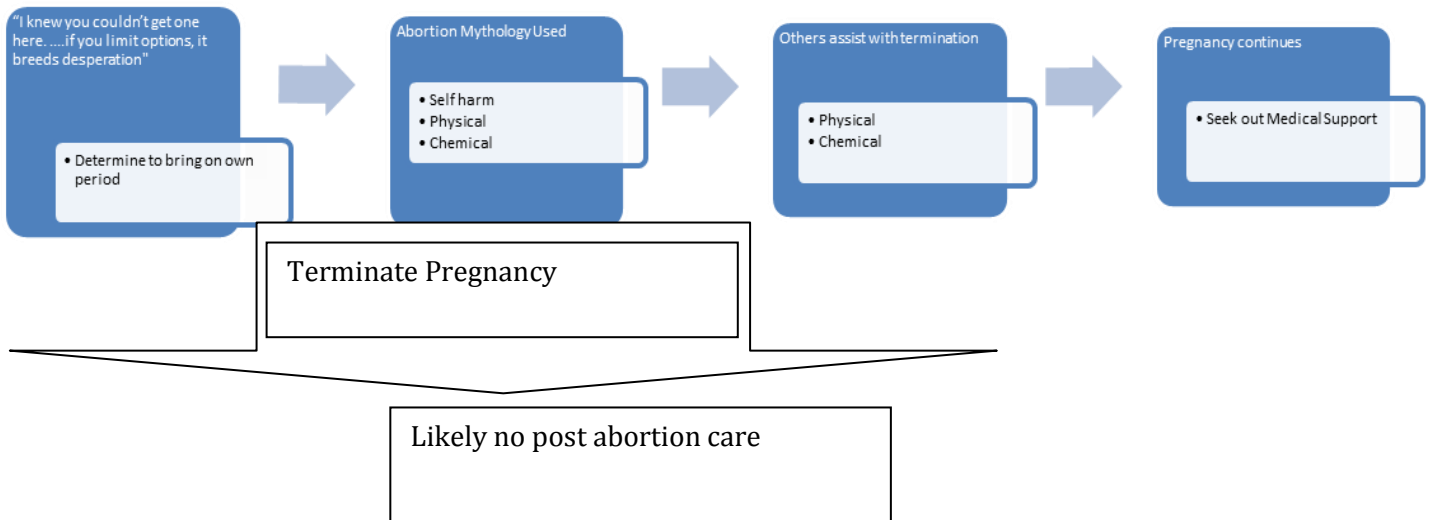 "I knew you couldn't get one
here. ....if you limit options, it
breeds desperation"
• Determine to bring on own
period
Abortion Mythology Used
• Self harm
• Physical
• Chemical
Others assist with termination
• Physical
• Chemical
Pregnancy continues
• Seek out Medical Support
Terminate Pregnancy
Likely no post abortion care